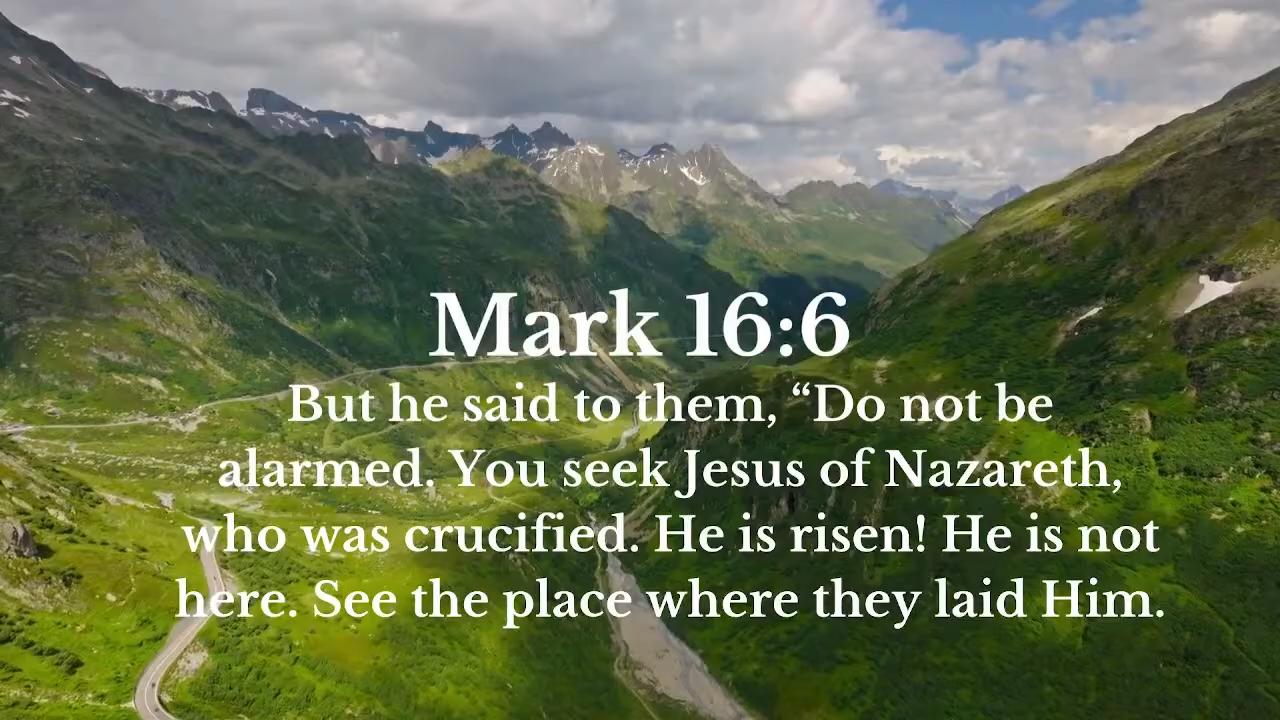 Mark 16:6
But he said to them, “Do not be
alarmed. You seek Jesus of Nazareth,
who was crucified. He is risen! He is not
here. See the place where they laid Him.